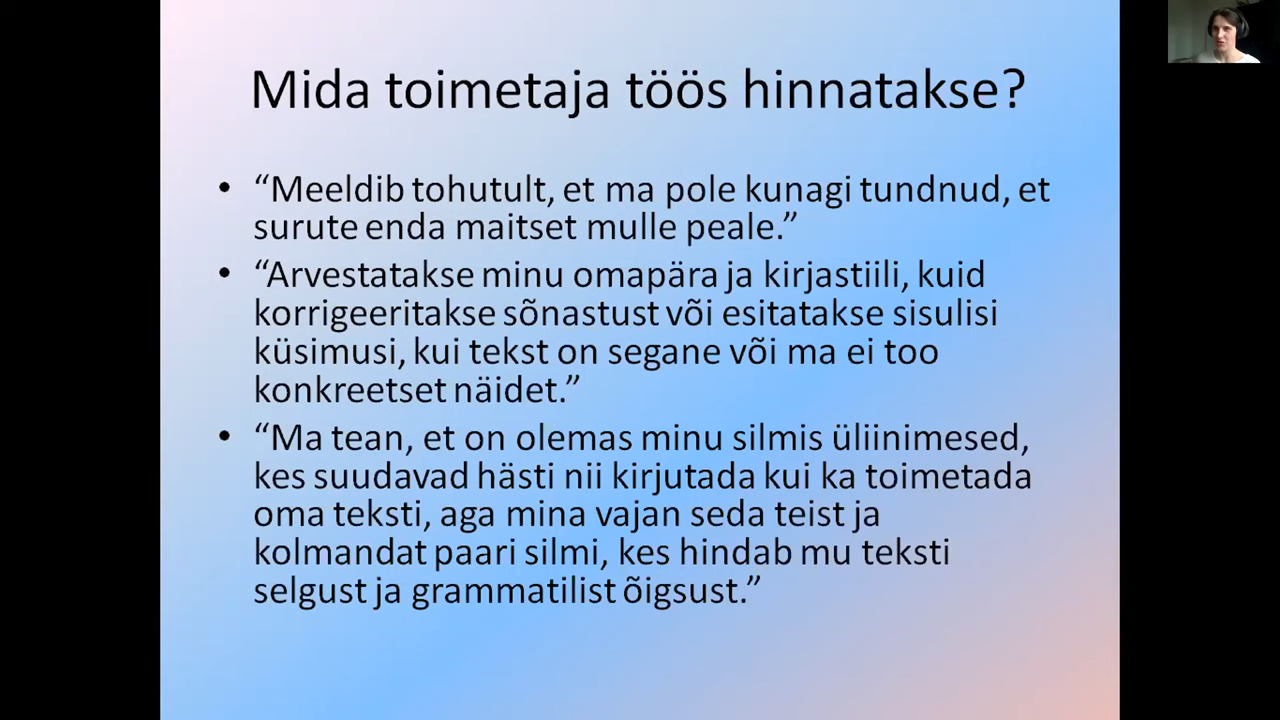 Mida toimetaja töös hinnatakse?
• “Meeldib tohutult, et ma pole kunagi tundnud, et
surute enda maitset mulle peale.”
• “Arvestatakse minu omapära ja kirjastiili, kuid
korrigeeritakse sõnastust või esitatakse sisulisi
küsimusi, kui tekst on segane või ma ei too
konkreetset näidet.”
• “Ma tean, et on olemas minu silmis üliinimesed,
kes suudavad hästi nii kirjutada kui ka toimetada
oma teksti, aga mina vajan seda teist ja
kolmandat paari silmi, kes hindab mu teksti
selgust ja grammatilist õigsust.”